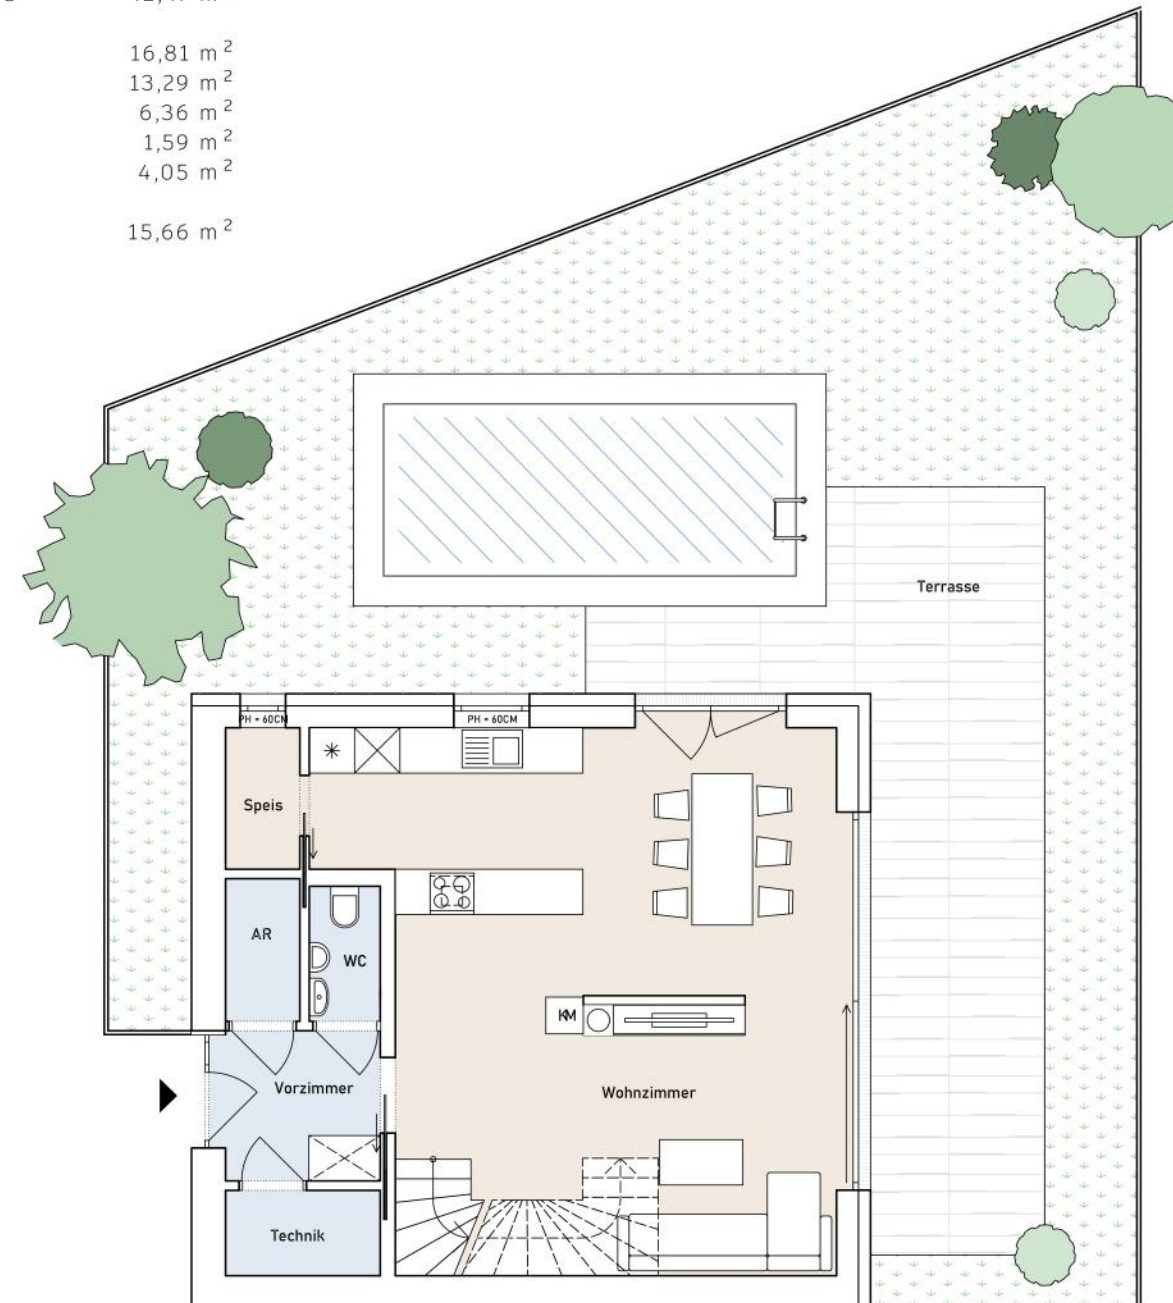 16,81 m²
13,29 m²
6,36 m²
1,59 m²
4,05 m²
15,66 m²
Terrasse
PH = 60CM
PH = 60CM
Speis
AR
WC
KM
Vorzimmer
Wohnzimmer
Technik